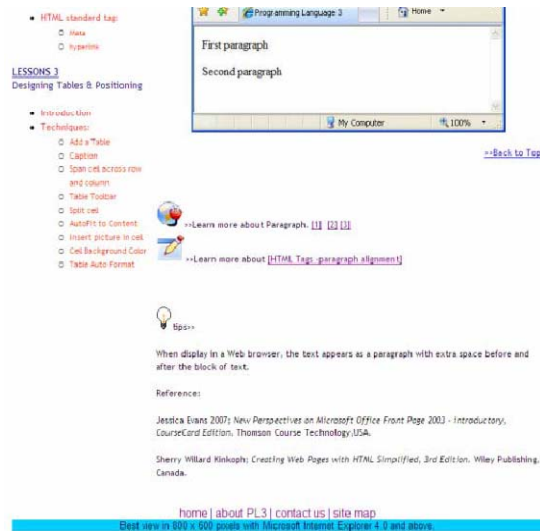 HTML standerd tag:
Meta
hyperlink
LESSONS 3
Designing Tables & Positioning
Introduction
Techniques:
Add a Table
Caption
Span cell across row
and column
Table Toolbar
Split cell
AutoFit to Content
Insert picture in cell
Cell Background Color
Table Auto Format
Programming Language 3
Home
First paragraph
Second paragraph
My Computer
100%
»»Back to Top
»»Learn more about Paragraph. [1] [2] [3]
»»Learn more about [HTML Tags -paragraph alignment]
tips»»
When display in a Web browser, the text appears as a paragraph with extra space before and
after the block of text.
Reference:
Jessica Evans 2007; New Perspectives on Microsoft Office Front Page 2003 - Introductory,
CourseCard Edition, Thomson Course Technology,USA.
Sherry Willard Kinkoph; Creating Web Pages with HTML Simplified, 3rd Edition. Wiley Publishing,
Canada.
home | about PL3 | contact us | site map
Best view in 800 x 600 pixels with Microsoft Internet Explorer 4.0 and above.